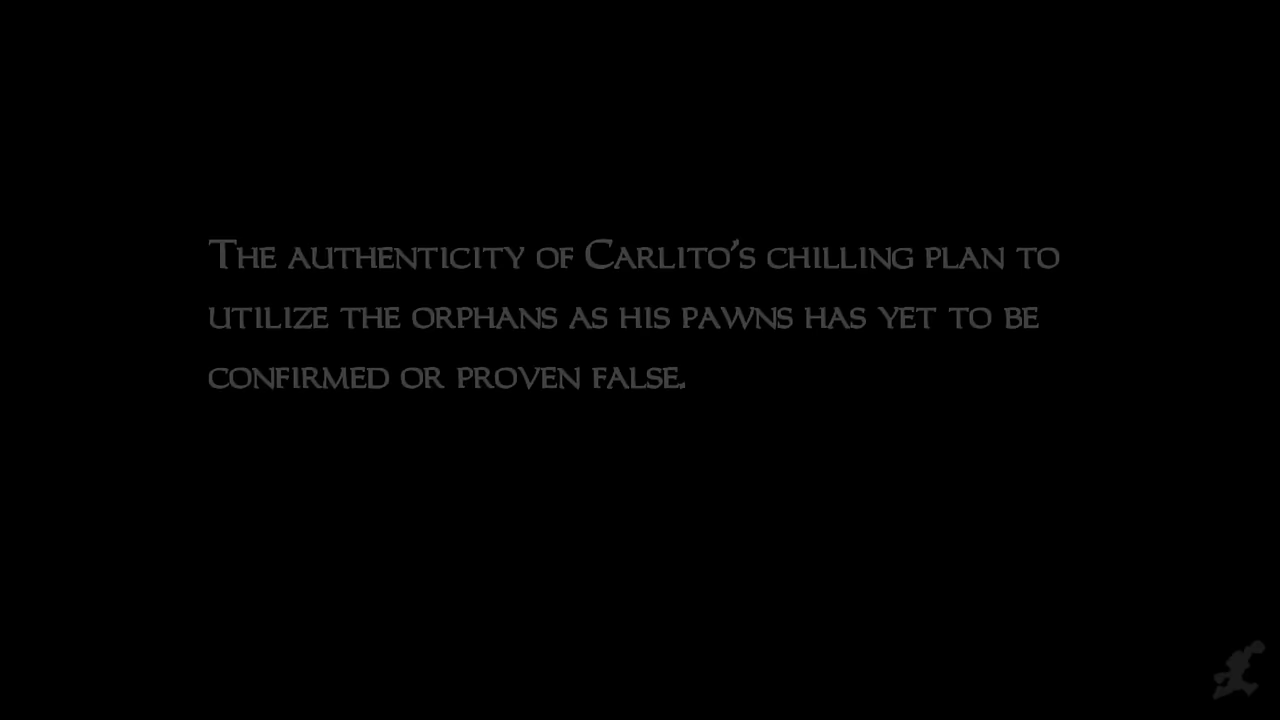 The authenticity of Carlito's chilling plan to
utilize the orphans as his pawns has yet to be
confirmed or proven false.